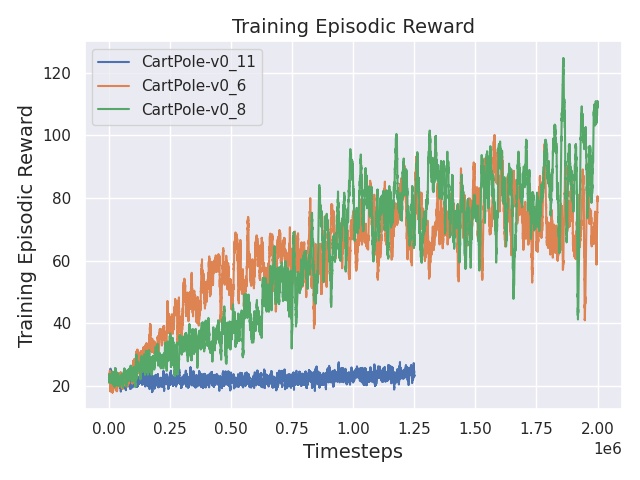 Training Episodic Reward
CartPole-v0_11
CartPole-v0_6
CartPole-v0_8
Training Episodic Reward
120
100
80
60
40
20
0.00 0.25 0.50 0.75 1.00 1.25 1.50 1.75 2.00
1e6
Timesteps